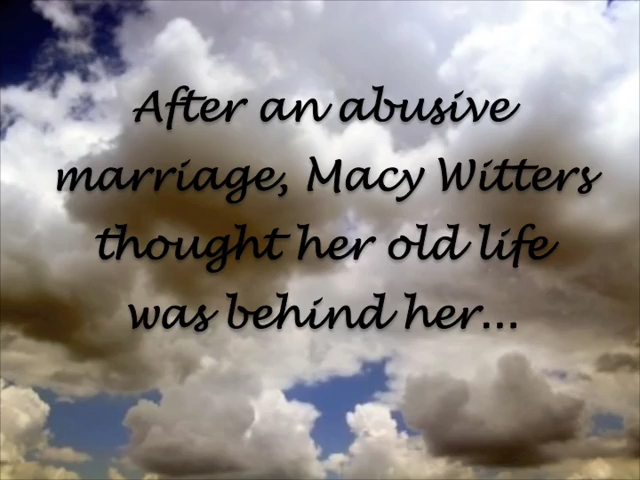 After an abusive
marriage, Macy Witters
thought her old life
was behind her...